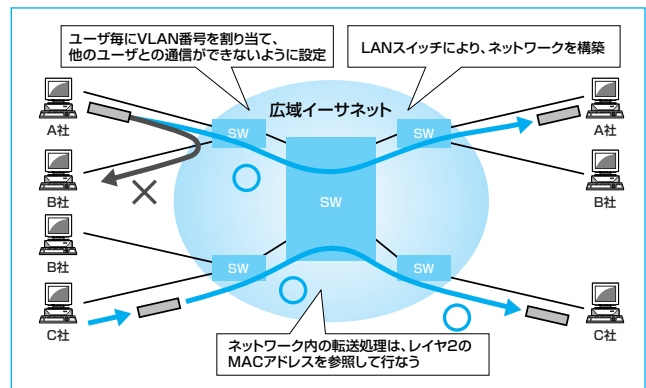 ユーザ毎にVLAN番号を割り当て、
他のユーザとの通信ができないように設定
LANスイッチにより、ネットワークを構築
広域イーサネット
A社
SW
SW
A社
B社
SW
B社
B社
SW
SW
C社
C社
ネットワーク内の転送処理は、レイヤ2の
MACアドレスを参照して行なう